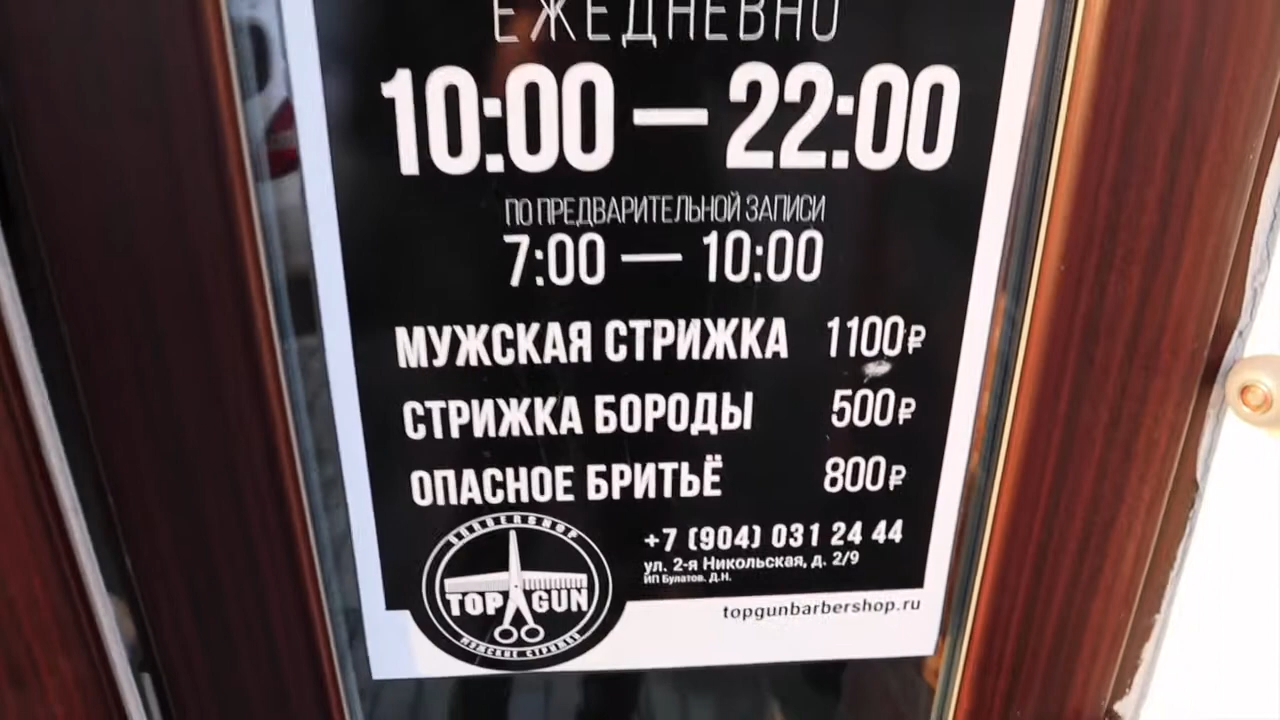 ЕЖЕДНЕВНО
10:00 — 22:00
ПО ПРЕДВАРИТЕЛЬНОЙ ЗАПИСИ
7:00 — 10:00
МУЖСКАЯ СТРИЖКА 1100₽
СТРИЖКА БОРОДЫ 500₽
ОПАСНОЕ БРИТЬЁ 800₽
BARBERSHOP
TOP GUN
МУЖСКИЕ СТРИЖКИ
+7 (904) 031 24 44
ул. 2-я Никольская, д. 2/9
ИП Булатов. Д.Н.
topgunbarbershop.ru